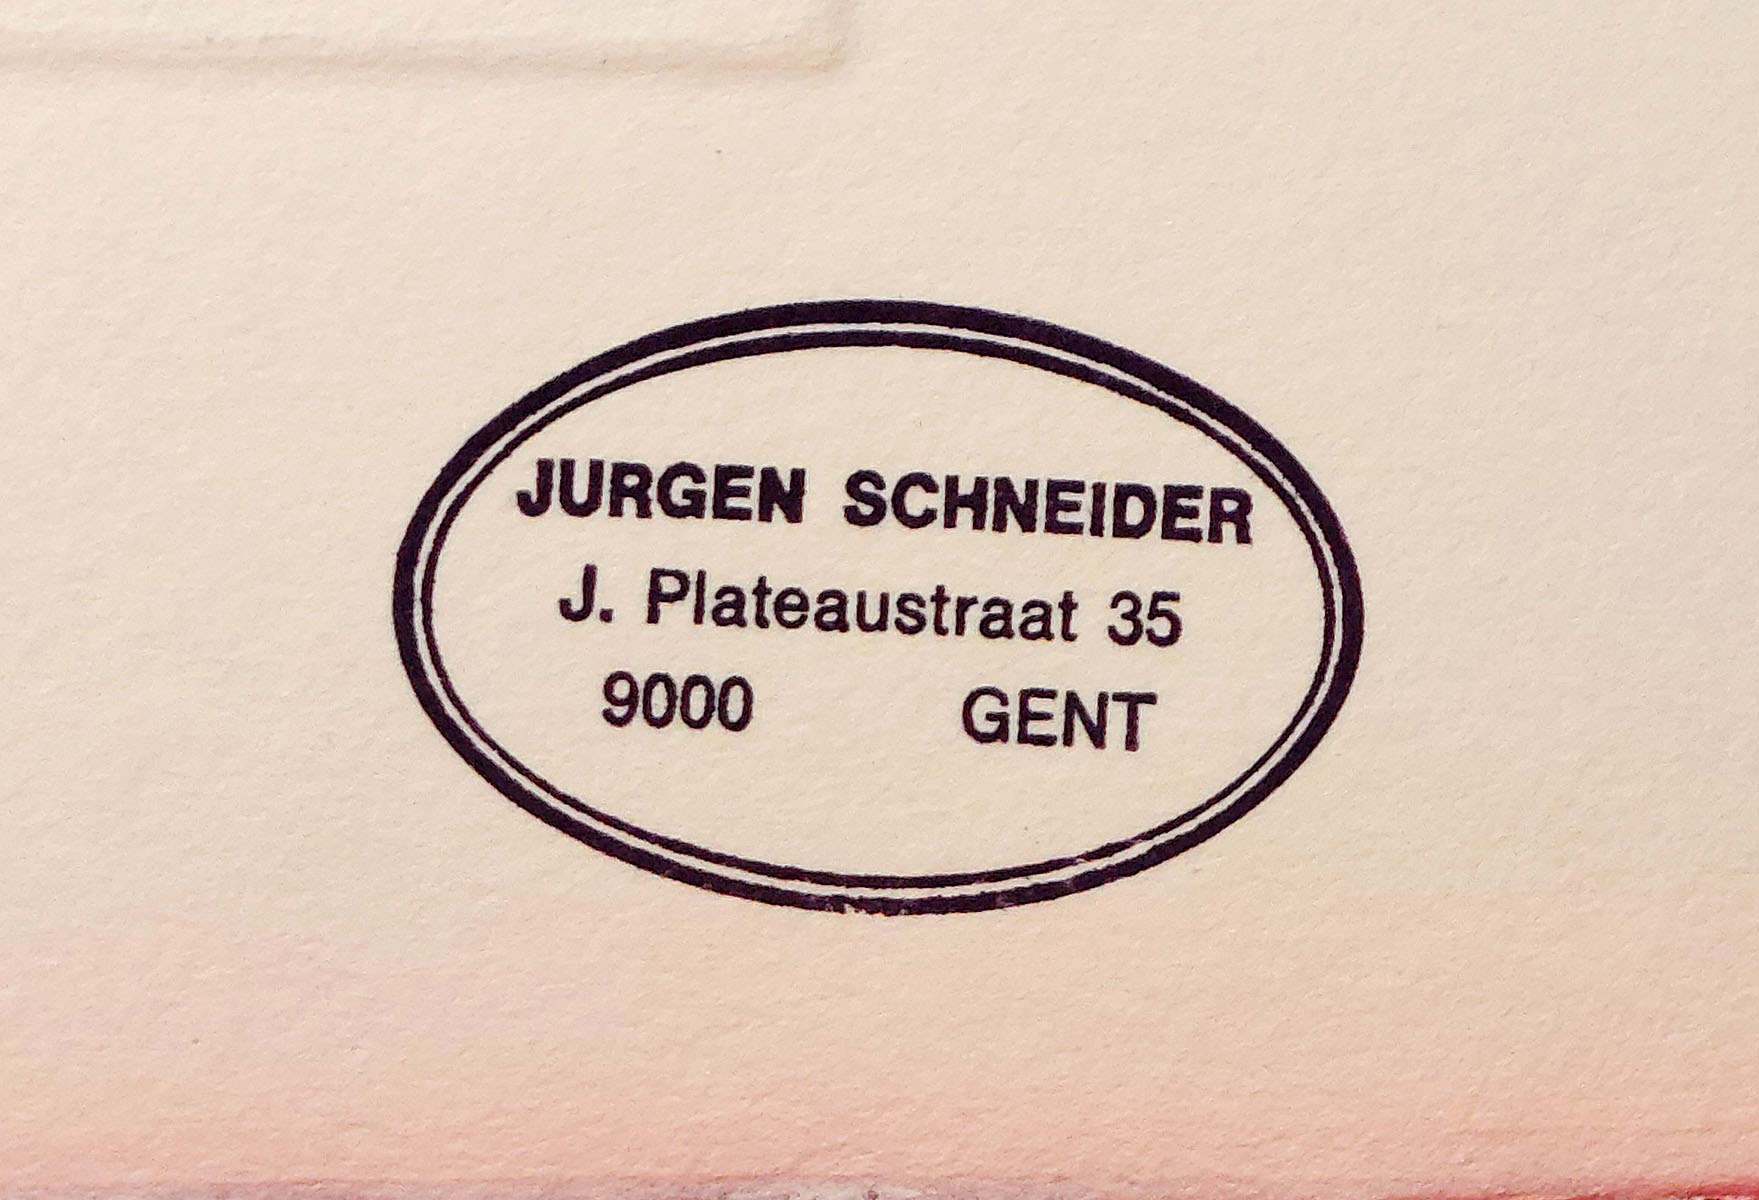 JURGEN SCHNEIDER
J. Plateaustraat 35
9000 GENT